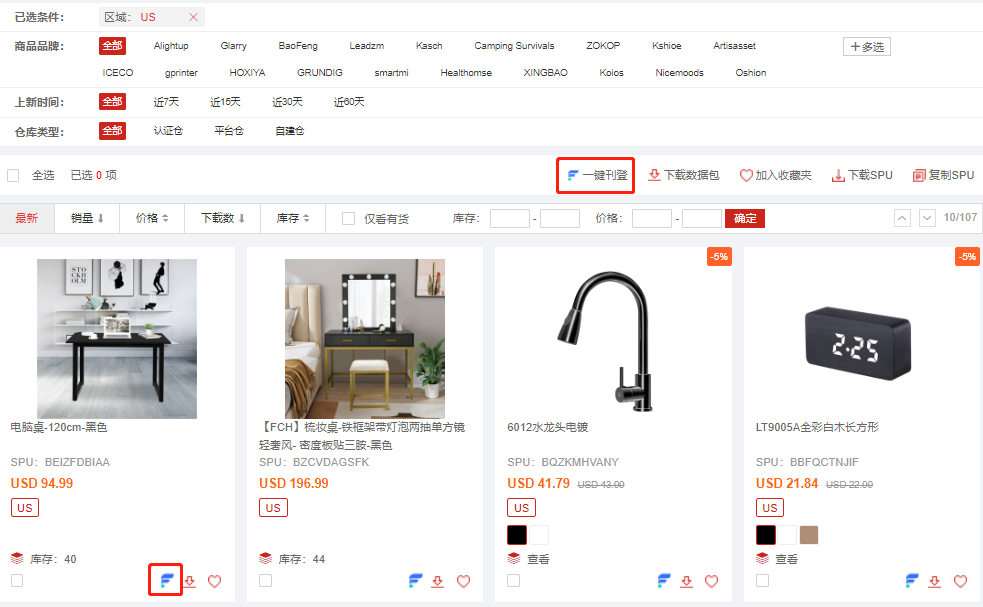 已选条件： 区域： US
商品品牌： 全部 Alightup Glarry BaoFeng Leadzm Kasch Camping Survivals ZOKOP Kshioe Artisasset 多选
ICECO gprinter HOXIYA GRUNDIG smartmi Healthomse XINGBAO Koios Nicemoods Oshion
上新时间： 全部 近7天 近15天 近30天 近60天
仓库类型： 全部 认证仓 平台仓 自建仓
全选 已选 0 项 一键刊登 下载数据包 加入收藏夹 下载SPU 复制SPU
最新 销量 价格 下载数 库存 仅看有货 库存： - 价格： - 确定 10/107
-5% -5%
STO
CK H
OLM
2:25
电脑桌-120cm-黑色
【FCH】梳妆桌-铁框架带灯泡两抽单方镜
轻奢风- 密度板贴三胺-黑色
6012水龙头电镀
LT9005A全彩白木长方形
SPU：BEIZFDBIAA SPU：BZCVDAGSFK SPU：BQZKMHVANY SPU：BBFQCTNJIF
USD 94.99 USD 196.99 USD 41.79 USD 43.99 USD 21.84 USD 22.99
US US US US
库存：40 库存：44 查看 查看